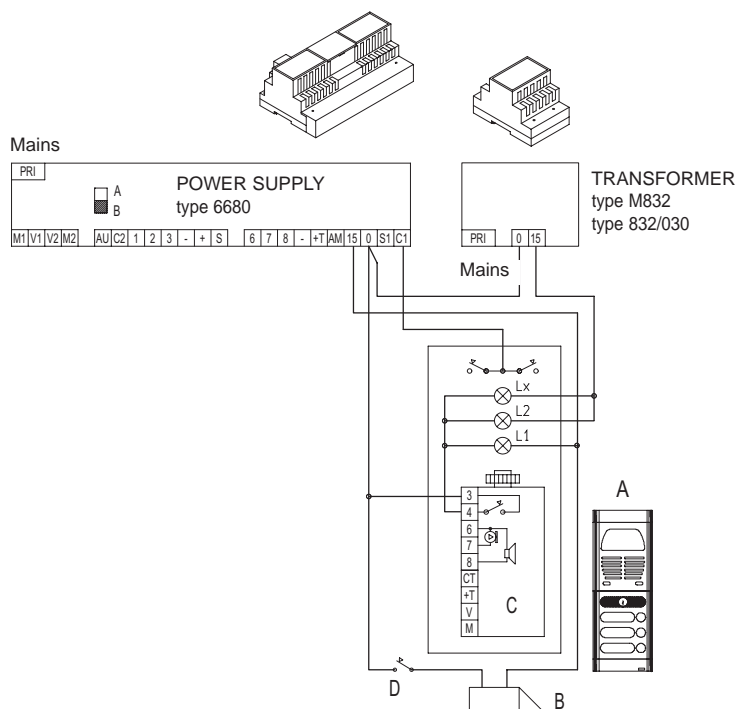 Mains
PRI
A
B
POWER SUPPLY
type 6680
M1 V1 V2 M2 AU C2 1 2 3 - + S 6 7 8 - +T AM 15 0 S1 C1
TRANSFORMER
type M832
type 832/030
PRI 0 15
Mains
Lx
L2
L1
3
4
6
7
8
CT
+T
V
M
C
A
D
B